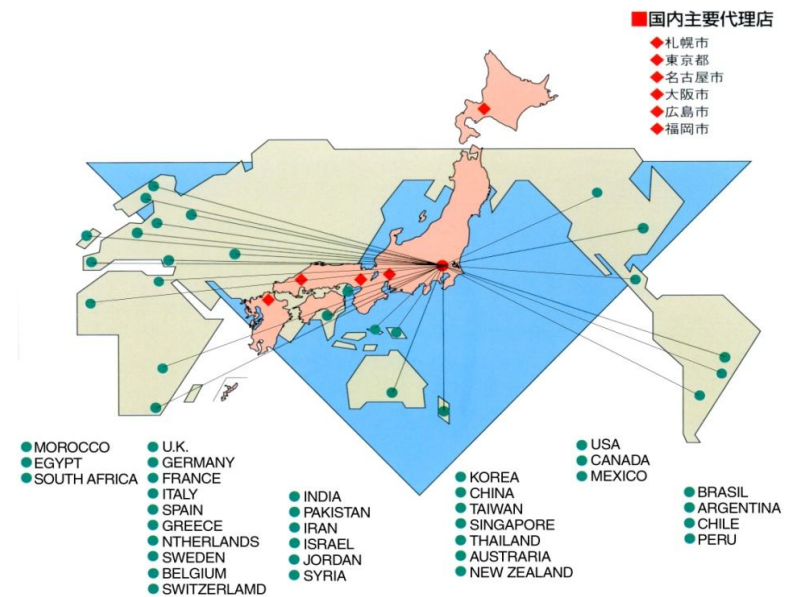 ■国内主要代理店
◆札幌市
◆東京都
◆名古屋市
◆大阪市
◆広島市
◆福岡市
MOROCCO
EGYPT
SOUTH AFRICA
U.K.
GERMANY
FRANCE
ITALY
SPAIN
GREECE
NTHERLANDS
SWEDEN
BELGIUM
SWITZERLAMD
INDIA
PAKISTAN
IRAN
ISRAEL
JORDAN
SYRIA
KOREA
CHINA
TAIWAN
SINGAPORE
THAILAND
AUSTRARIA
NEW ZEALAND
USA
CANADA
MEXICO
BRASIL
ARGENTINA
CHILE
PERU